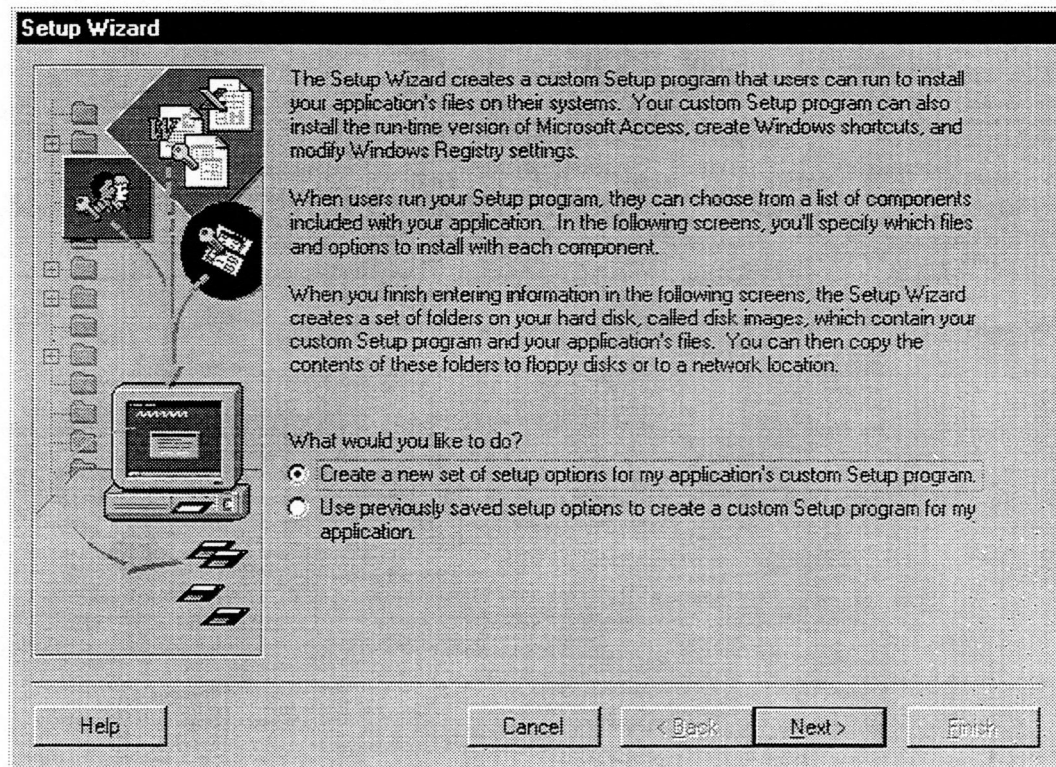 Setup Wizard
The Setup Wizard creates a custom Setup program that users can run to install
your application's files on their systems.  Your custom Setup program can also
install the run-time version of Microsoft Access, create Windows shortcuts, and
modify Windows Registry settings.
When users run your Setup program, they can choose from a list of components
included with your application.  In the following screens, you'll specify which files
and options to install with each component.
When you finish entering information in the following screens, the Setup Wizard
creates a set of folders on your hard disk, called disk images, which contain your
custom Setup program and your application's files.  You can then copy the
contents of these folders to floppy disks or to a network location.
What would you like to do?
Create a new set of setup options for my application's custom Setup program.
Use previously saved setup options to create a custom Setup program for my
application.
Help
Cancel
< Back
Next >
Finish